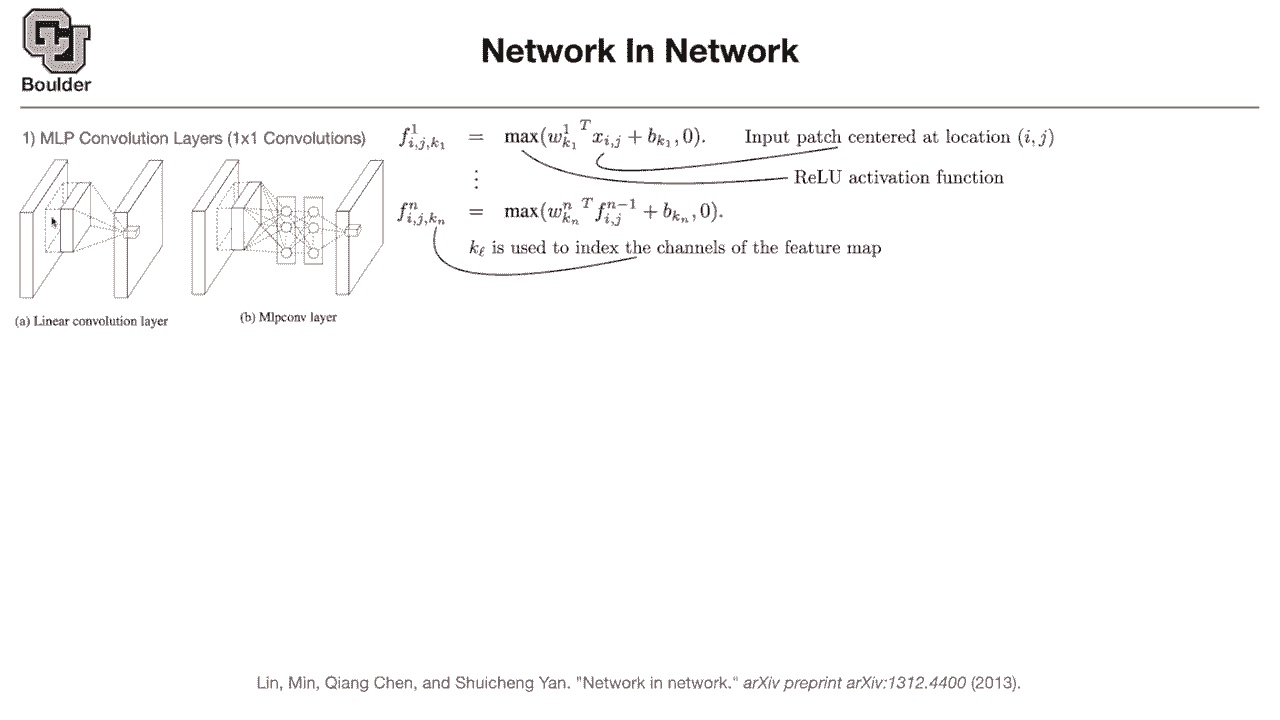 Boulder
Network In Network
1) MLP Convolution Layers (1x1 Convolutions)
f^1_{i,j,k_1} = max(w^1_{k_1}^T x_{i,j} + b_{k_1}, 0).
Input patch centered at location (i, j)
ReLU activation function
⋮
f^n_{i,j,k_n} = max(w^n_{k_n}^T f^{n-1}_{i,j} + b_{k_n}, 0).
k_ℓ is used to index the channels of the feature map
(a) Linear convolution layer
(b) Mlpconv layer
Lin, Min, Qiang Chen, and Shuicheng Yan. "Network in network." arXiv preprint arXiv:1312.4400 (2013).